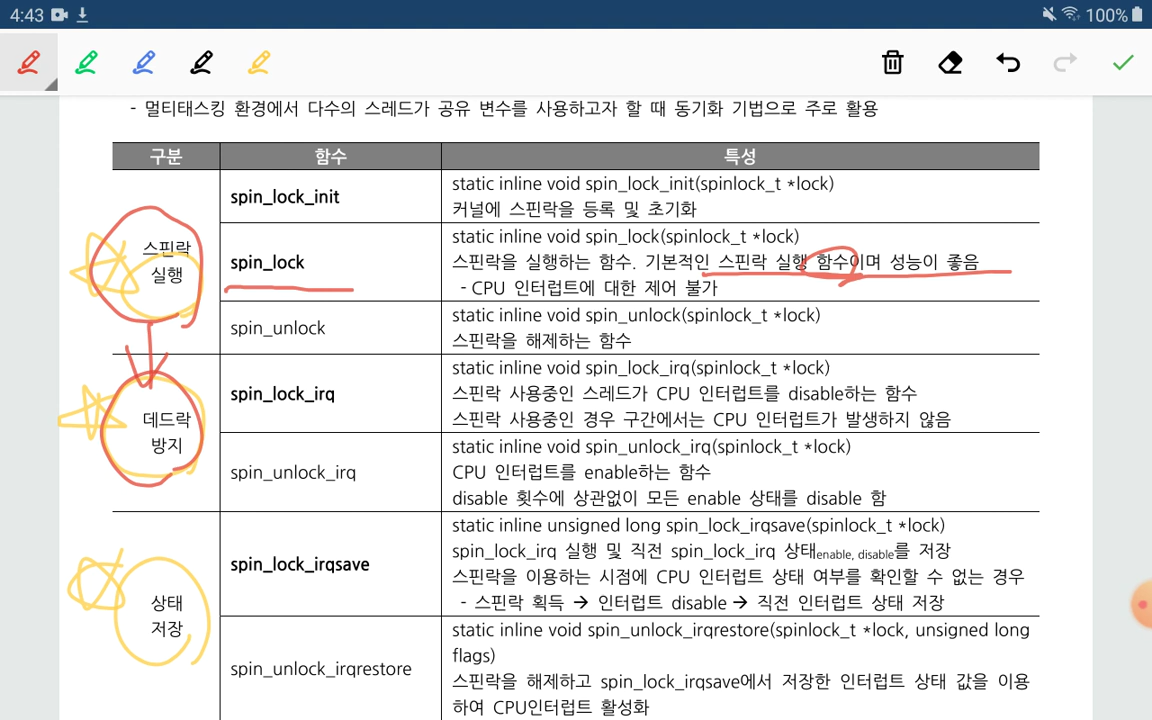 4:43
100%
- 멀티태스킹 환경에서 다수의 스레드가 공유 변수를 사용하고자 할 때 동기화 기법으로 주로 활용
구분 함수 특성
스핀락
실행
spin_lock_init
static inline void spin_lock_init(spinlock_t *lock)
커널에 스핀락을 등록 및 초기화
spin_lock
static inline void spin_lock(spinlock_t *lock)
스핀락을 실행하는 함수. 기본적인 스핀락 실행 함수이며 성능이 좋음
- CPU 인터럽트에 대한 제어 불가
spin_unlock
static inline void spin_unlock(spinlock_t *lock)
스핀락을 해제하는 함수
데드락
방지
spin_lock_irq
static inline void spin_lock_irq(spinlock_t *lock)
스핀락 사용중인 스레드가 CPU 인터럽트를 disable하는 함수
스핀락 사용중인 경우 구간에서는 CPU 인터럽트가 발생하지 않음
spin_unlock_irq
static inline void spin_unlock_irq(spinlock_t *lock)
CPU 인터럽트를 enable하는 함수
disable 횟수에 상관없이 모든 enable 상태를 disable 함
상태
저장
spin_lock_irqsave
static inline unsigned long spin_lock_irqsave(spinlock_t *lock)
spin_lock_irq 실행 및 직전 spin_lock_irq 상태enable, disable를 저장
스핀락을 이용하는 시점에 CPU 인터럽트 상태 여부를 확인할 수 없는 경우
- 스핀락 획득 → 인터럽트 disable → 직전 인터럽트 상태 저장
spin_unlock_irqrestore
static inline void spin_unlock_irqrestore(spinlock_t *lock, unsigned long
flags)
스핀락을 해제하고 spin_lock_irqsave에서 저장한 인터럽트 상태 값을 이용
하여 CPU인터럽트 활성화